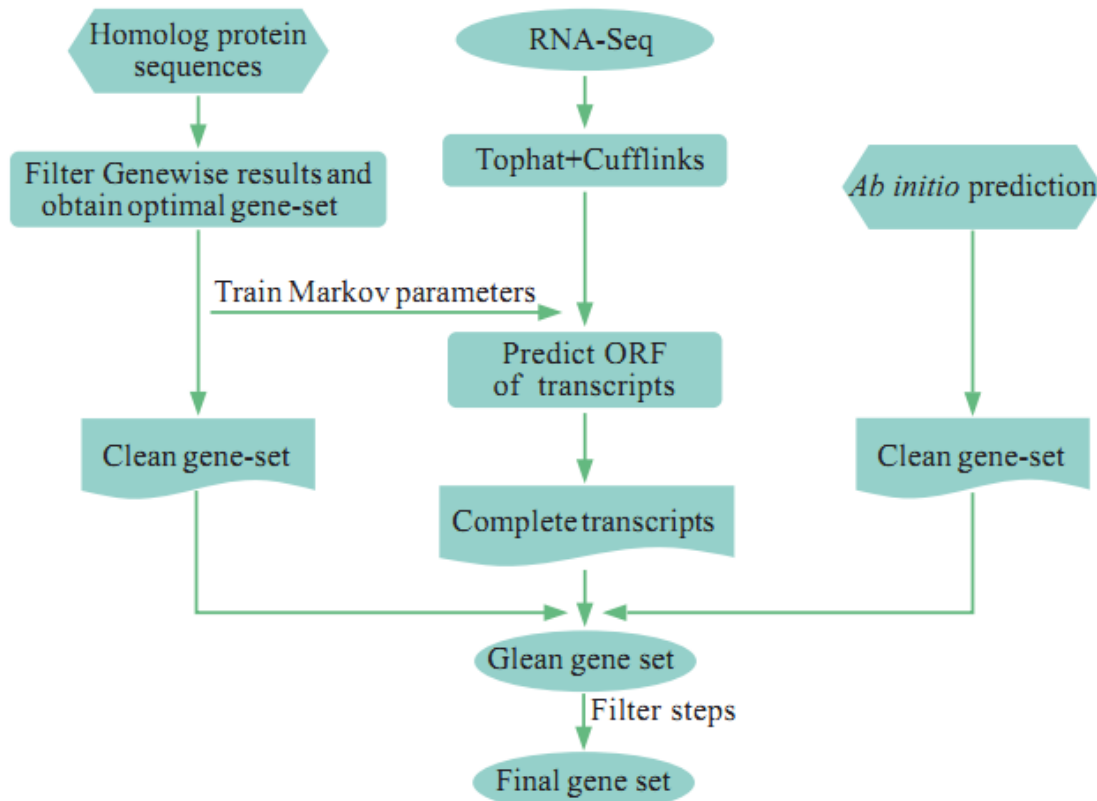 Homolog protein
sequences
RNA-Seq
Filter Genewise results and
obtain optimal gene-set
Tophat+Cufflinks
Ab initio prediction
Train Markov parameters
Predict ORF
of transcripts
Clean gene-set
Clean gene-set
Complete transcripts
Glean gene set
Filter steps
Final gene set